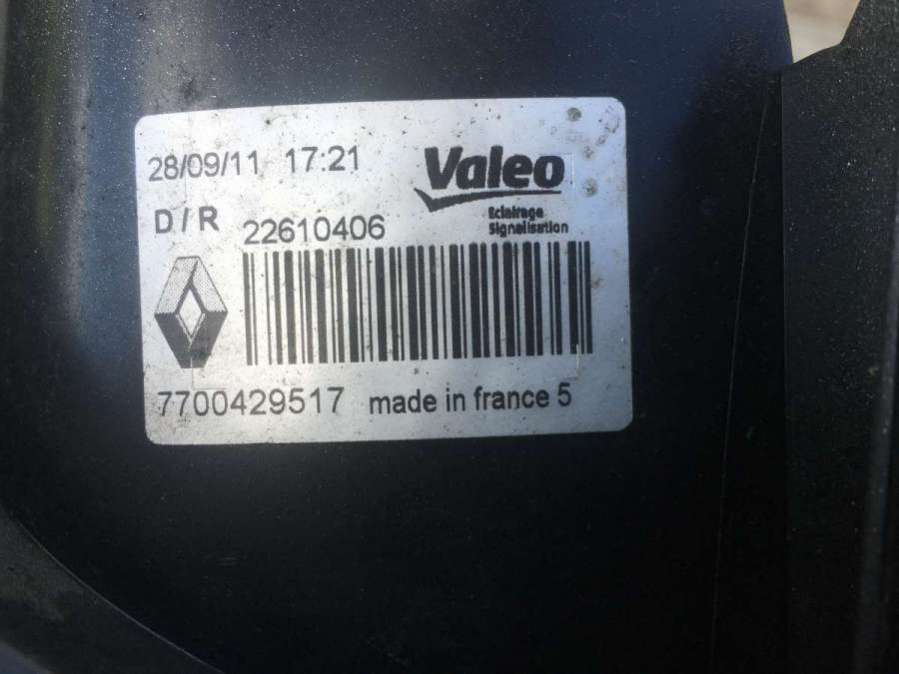 28/09/11 17:21
Valeo
Eclairage
Signalisation
D / R 22610406
7700429517 made in france 5